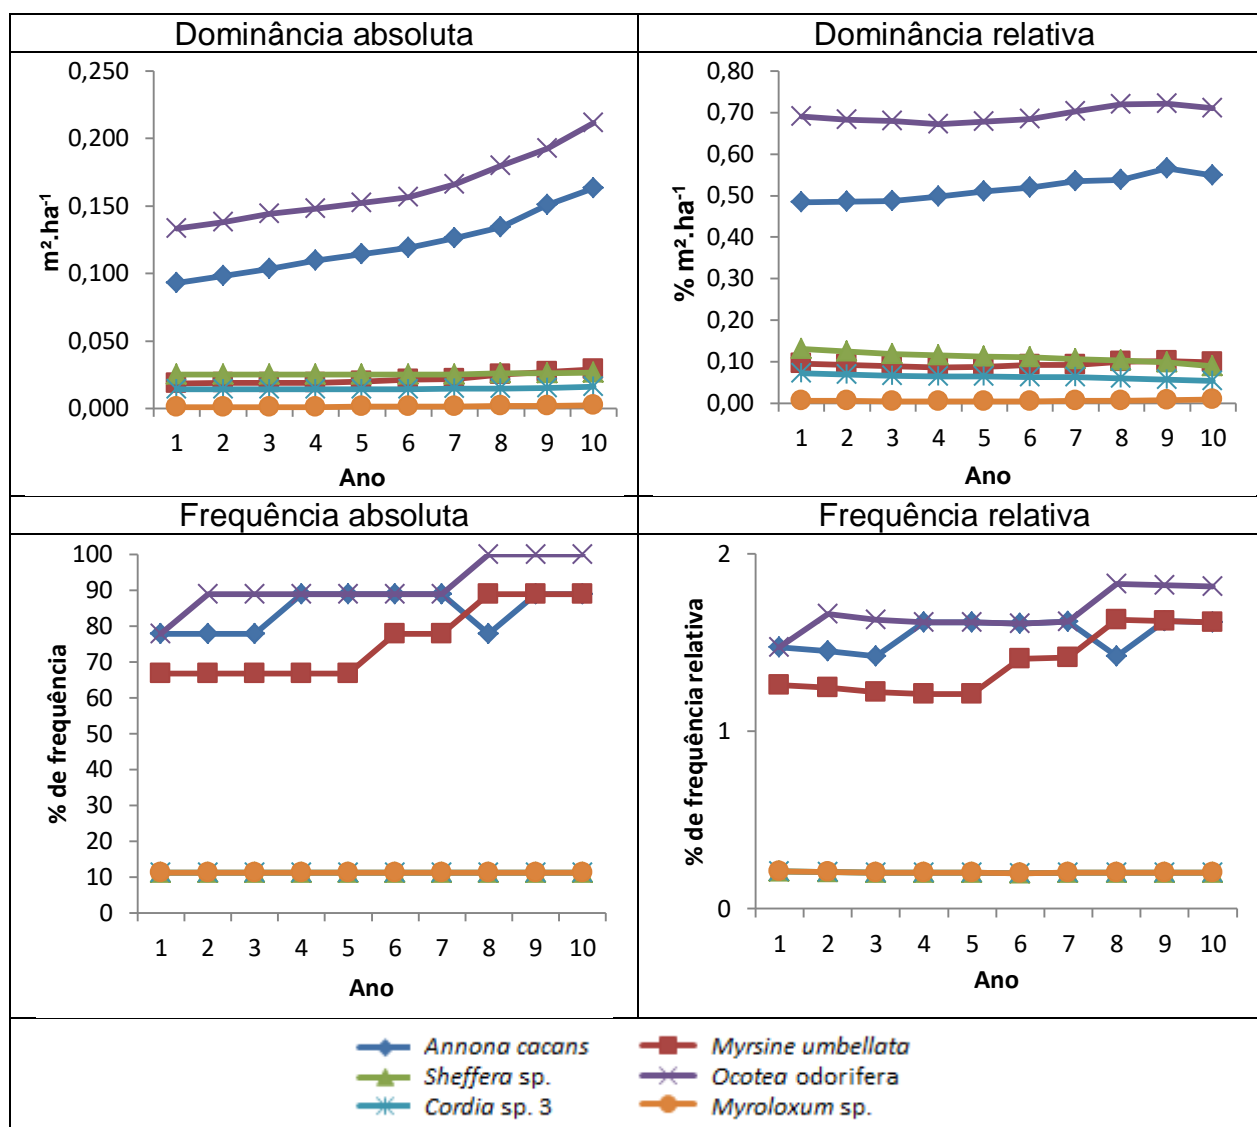 Dominância absoluta
Dominância relativa
0,250
0,200
0,150
0,100
0,050
0,000
m².ha⁻¹
1 2 3 4 5 6 7 8 9 10
Ano
0,80
0,70
0,60
0,50
0,40
0,30
0,20
0,10
0,00
% m².ha⁻¹
1 2 3 4 5 6 7 8 9 10
Ano
Frequência absoluta
Frequência relativa
100
90
80
70
60
50
40
30
20
10
0
% de frequência
1 2 3 4 5 6 7 8 9 10
Ano
2
1
0
% de frequência relativa
1 2 3 4 5 6 7 8 9 10
Ano
Annona cacans
Myrsine umbellata
Sheffera sp.
Ocotea odorifera
Cordia sp. 3
Myroloxum sp.